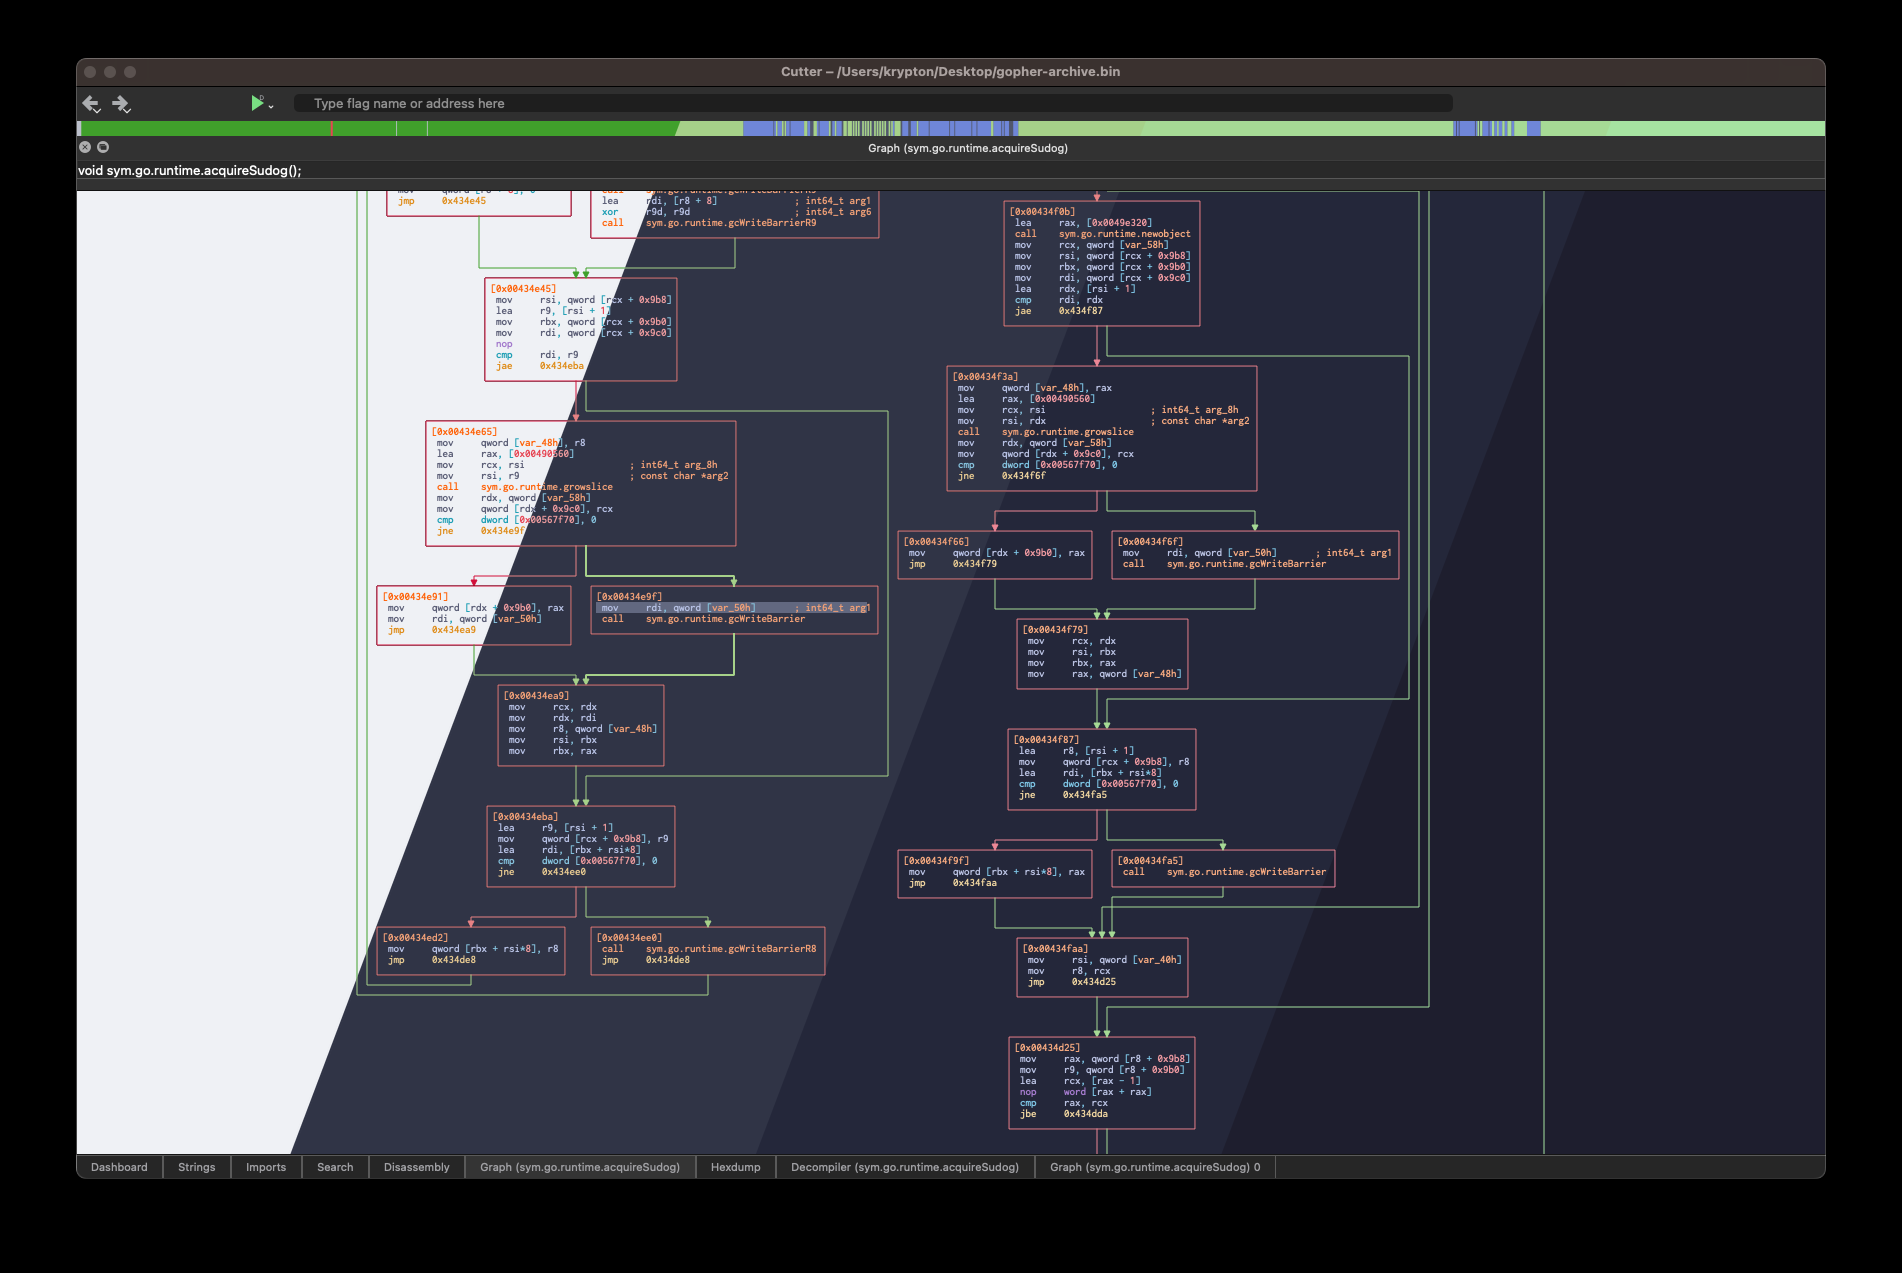 Cutter – /Users/krypton/Desktop/gopher-archive.bin
Type flag name or address here
Graph (sym.go.runtime.acquireSudog)
void sym.go.runtime.acquireSudog();
jmp 0x434e45
lea rdi, [r8 + 8] ; int64_t arg1
xor r9d, r9d ; int64_t arg6
call sym.go.runtime.gcWriteBarrierR9
[0x00434e45]
mov rsi, qword [rcx + 0x9b8]
lea r9, [rsi + 1]
mov rbx, qword [rcx + 0x9b0]
mov rdi, qword [rcx + 0x9c0]
nop
cmp rdi, r9
jae 0x434eba
[0x00434e65]
mov qword [var_48h], r8
lea rax, [0x00490560]
mov rcx, rsi ; int64_t arg_8h
mov rsi, r9 ; const char *arg2
call sym.go.runtime.growslice
mov rdx, qword [var_58h]
mov qword [rdx + 0x9c0], rcx
cmp dword [0x00567f70], 0
jne 0x434e9f
[0x00434e91]
mov qword [rdx + 0x9b0], rax
mov rdi, qword [var_50h]
jmp 0x434ea9
[0x00434e9f]
mov rdi, qword [var_50h] ; int64_t arg1
call sym.go.runtime.gcWriteBarrier
[0x00434ea9]
mov rcx, rdx
mov rdx, rdi
mov r8, qword [var_48h]
mov rsi, rbx
mov rbx, rax
[0x00434eba]
lea r9, [rsi + 1]
mov qword [rcx + 0x9b8], r9
lea rdi, [rbx + rsi*8]
cmp dword [0x00567f70], 0
jne 0x434ee0
[0x00434ed2]
mov qword [rbx + rsi*8], r8
jmp 0x434de8
[0x00434ee0]
call sym.go.runtime.gcWriteBarrierR8
jmp 0x434de8
[0x00434f0b]
lea rax, [0x0049e320]
call sym.go.runtime.newobject
mov rcx, qword [var_58h]
mov rsi, qword [rcx + 0x9b8]
mov rbx, qword [rcx + 0x9b0]
mov rdi, qword [rcx + 0x9c0]
lea rdx, [rsi + 1]
cmp rdi, rdx
jae 0x434f87
[0x00434f3a]
mov qword [var_48h], rax
lea rax, [0x00490560]
mov rcx, rsi ; int64_t arg_8h
mov rsi, rdx ; const char *arg2
call sym.go.runtime.growslice
mov rdx, qword [var_58h]
mov qword [rdx + 0x9c0], rcx
cmp dword [0x00567f70], 0
jne 0x434f6f
[0x00434f66]
mov qword [rdx + 0x9b0], rax
jmp 0x434f79
[0x00434f6f]
mov rdi, qword [var_50h] ; int64_t arg1
call sym.go.runtime.gcWriteBarrier
[0x00434f79]
mov rcx, rdx
mov rsi, rbx
mov rbx, rax
mov rax, qword [var_48h]
[0x00434f87]
lea r8, [rsi + 1]
mov qword [rcx + 0x9b8], r8
lea rdi, [rbx + rsi*8]
cmp dword [0x00567f70], 0
jne 0x434fa5
[0x00434f9f]
mov qword [rbx + rsi*8], rax
jmp 0x434faa
[0x00434fa5]
call sym.go.runtime.gcWriteBarrier
[0x00434faa]
mov rsi, qword [var_40h]
mov r8, rcx
jmp 0x434d25
[0x00434d25]
mov rax, qword [r8 + 0x9b8]
mov r9, qword [r8 + 0x9b0]
lea rcx, [rax - 1]
nop word [rax + rax]
cmp rax, rcx
jbe 0x434dda
Dashboard Strings Imports Search Disassembly Graph (sym.go.runtime.acquireSudog) Hexdump Decompiler (sym.go.runtime.acquireSudog) Graph (sym.go.runtime.acquireSudog) 0